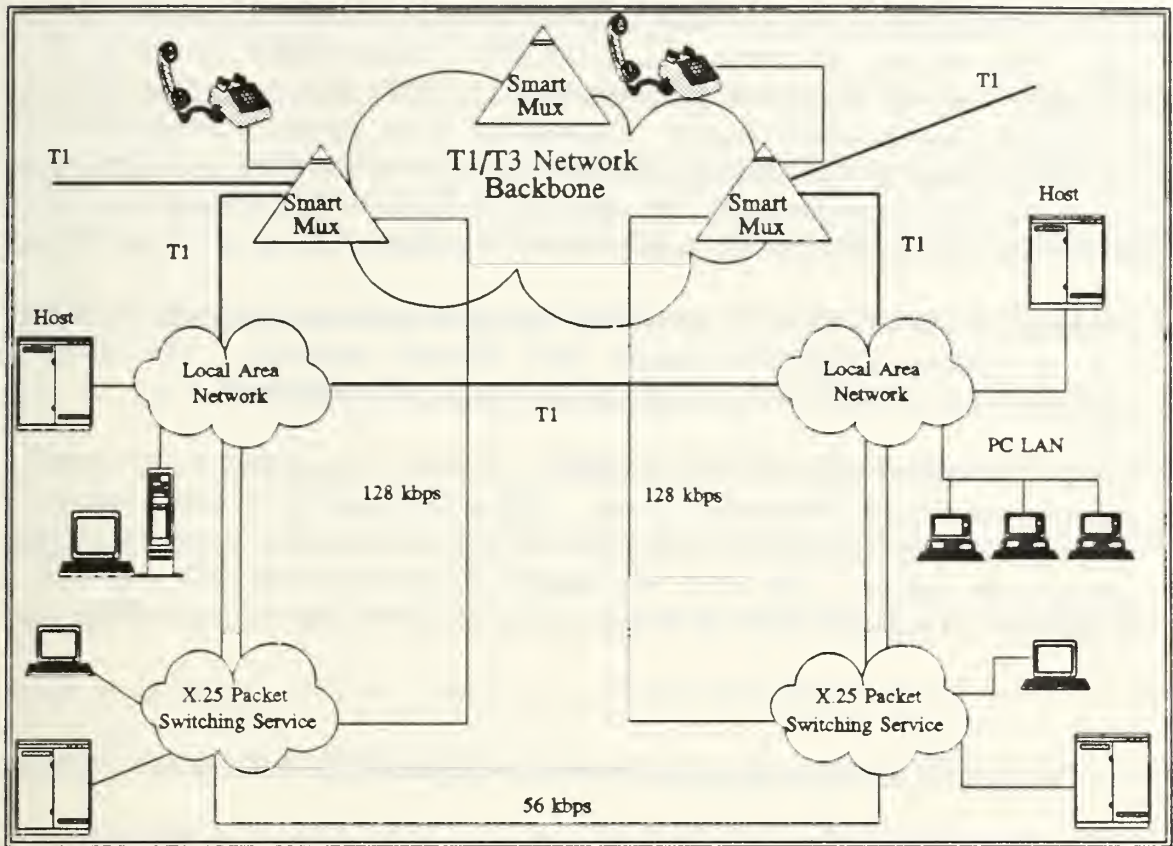 Smart
Mux
T1
T1
T1/T3 Network
Backbone
Smart
Mux
Smart
Mux
Host
T1
T1
Host
Local Area
Network
Local Area
Network
T1
PC LAN
128 kbps
128 kbps
X.25 Packet
Switching Service
X.25 Packet
Switching Service
56 kbps